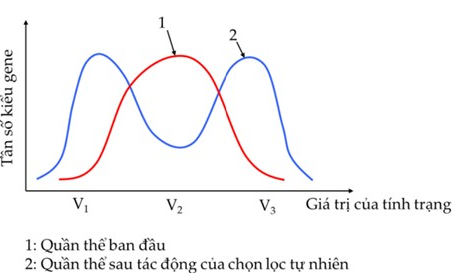 1
2
Tần số kiểu gene
V1
V2
V3
Giá trị của tính trạng
1: Quần thể ban đầu
2: Quần thể sau tác động của chọn lọc tự nhiên